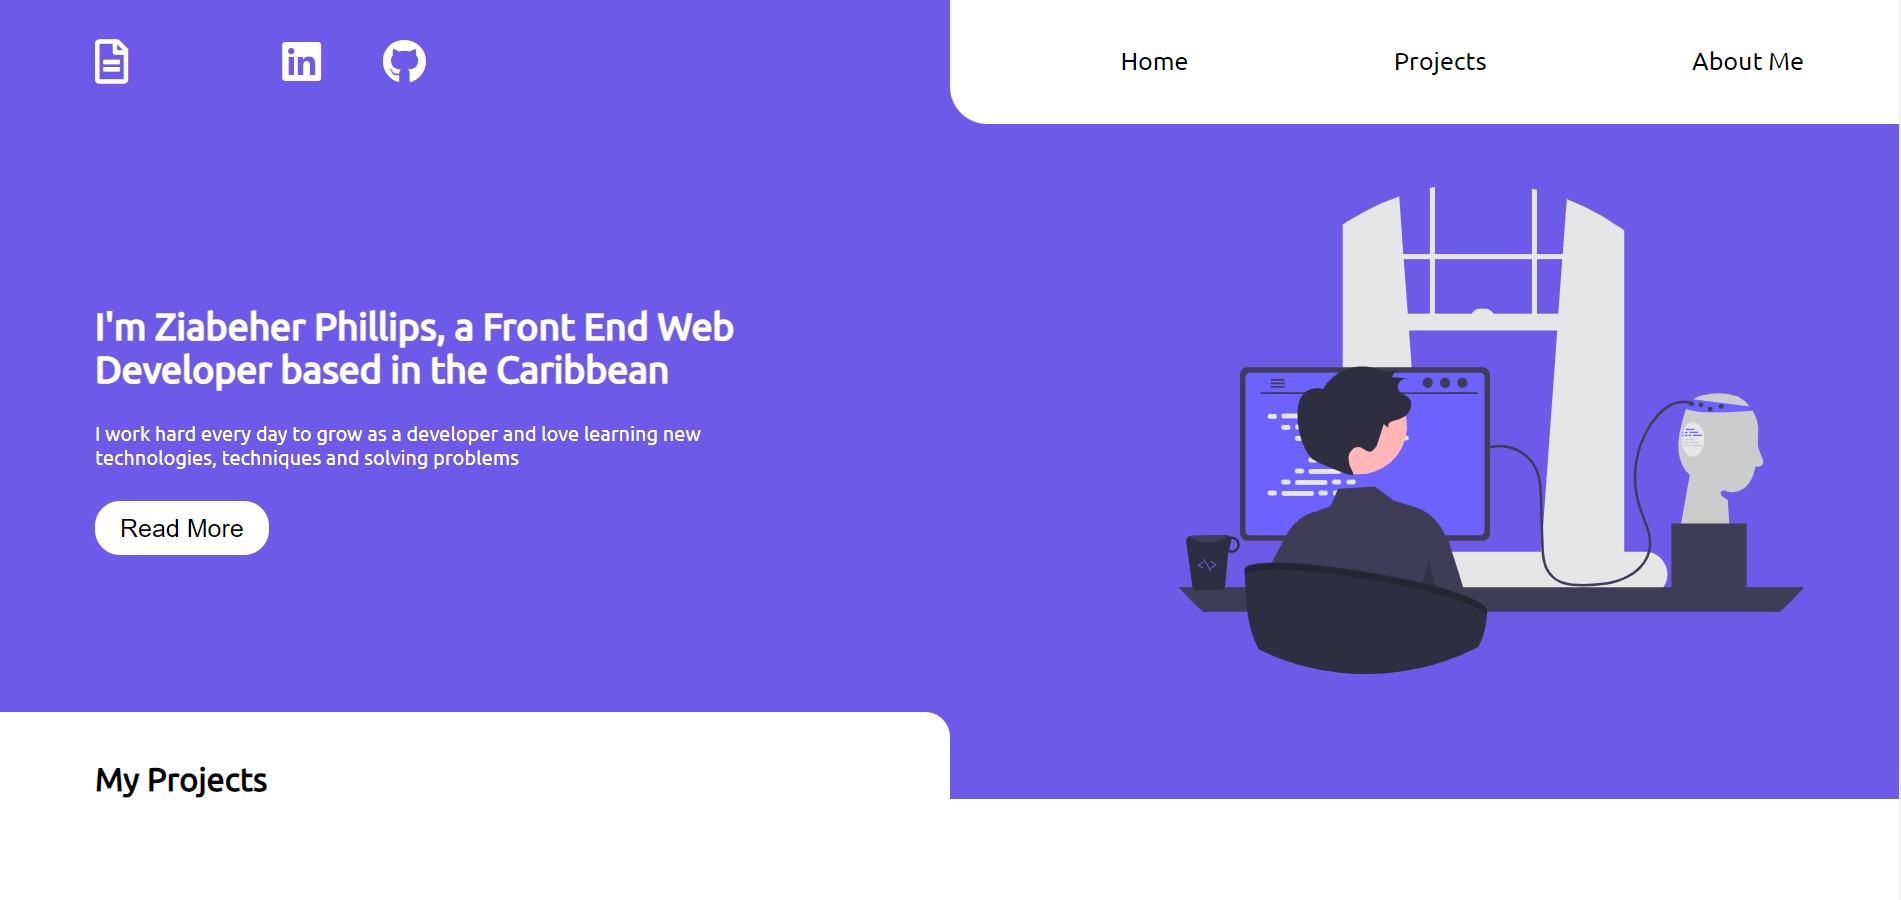 in
Home
Projects
About Me
I'm Ziabeher Phillips, a Front End Web
Developer based in the Caribbean
I work hard every day to grow as a developer and love learning new
technologies, techniques and solving problems
Read More
</>
My Projects